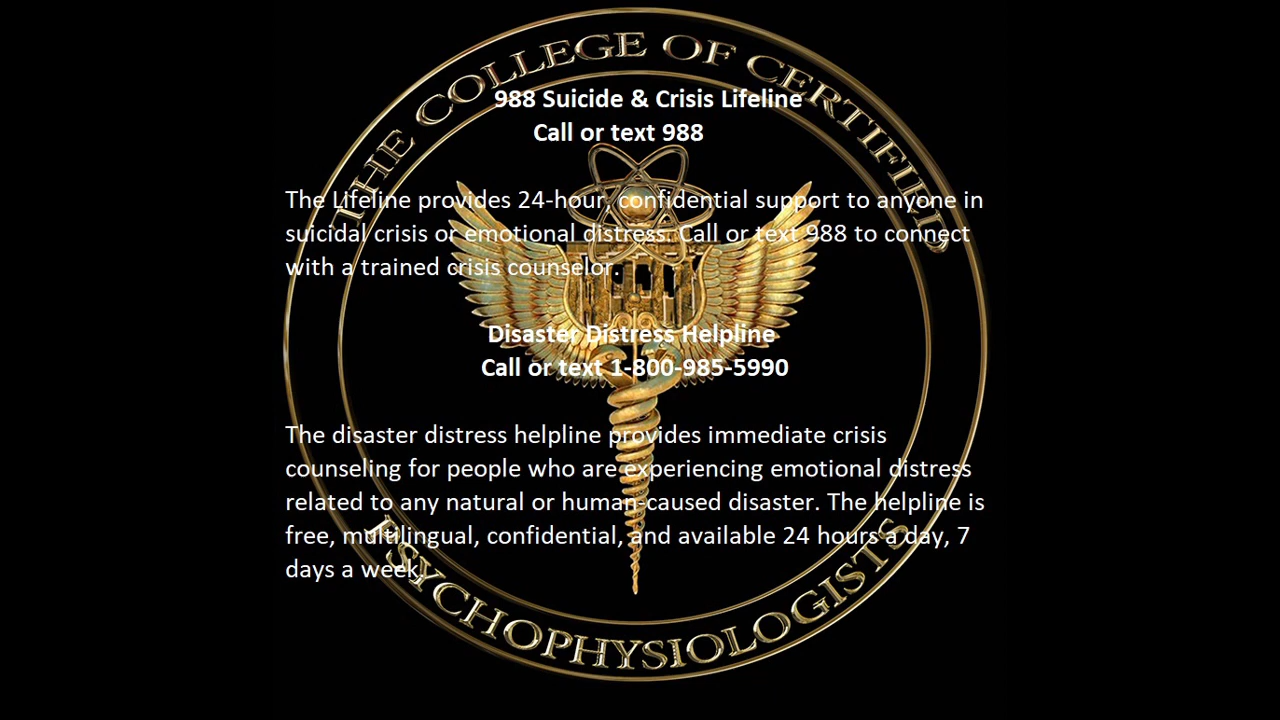 THE COLLEGE OF CERTIFIED
988 Suicide & Crisis Lifeline
Call or text 988
The Lifeline provides 24-hour, confidential support to anyone in
suicidal crisis or emotional distress. Call or text 988 to connect
with a trained crisis counselor.
Disaster Distress Helpline
Call or text 1-800-985-5990
The disaster distress helpline provides immediate crisis
counseling for people who are experiencing emotional distress
related to any natural or human-caused disaster. The helpline is
free, multilingual, confidential, and available 24 hours a day, 7
days a week.
PSYCHOPHYSIOLOGISTS